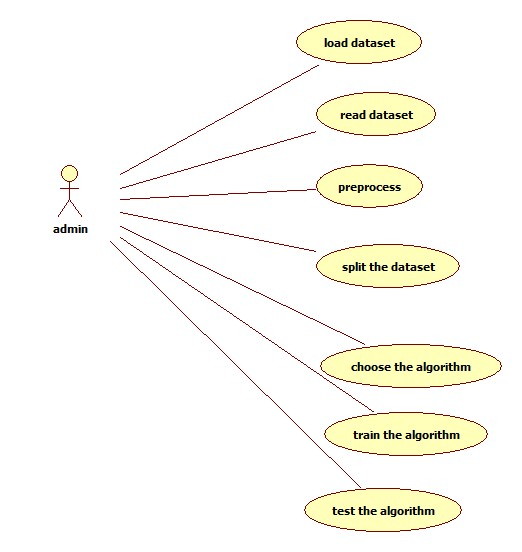 load dataset
read dataset
preprocess
admin
split the dataset
choose the algorithm
train the algorithm
test the algorithm